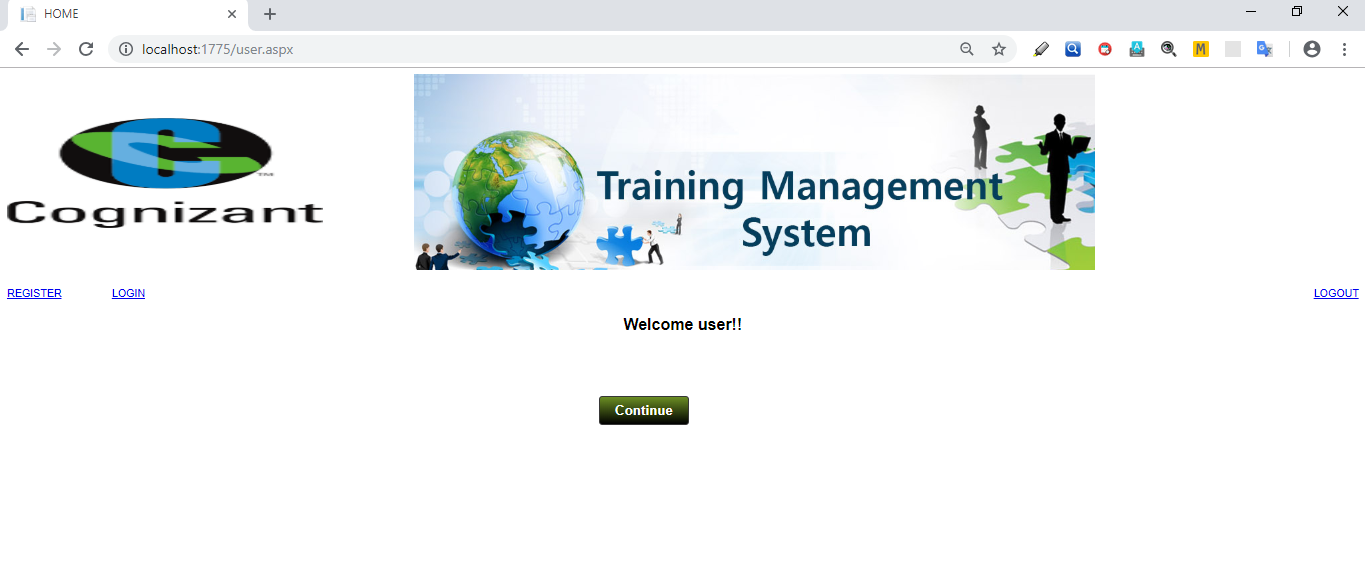 HOME
localhost:1775/user.aspx
M
Cognizant
TM
Training Management
System
REGISTER LOGIN LOGOUT
Welcome user!!
Continue